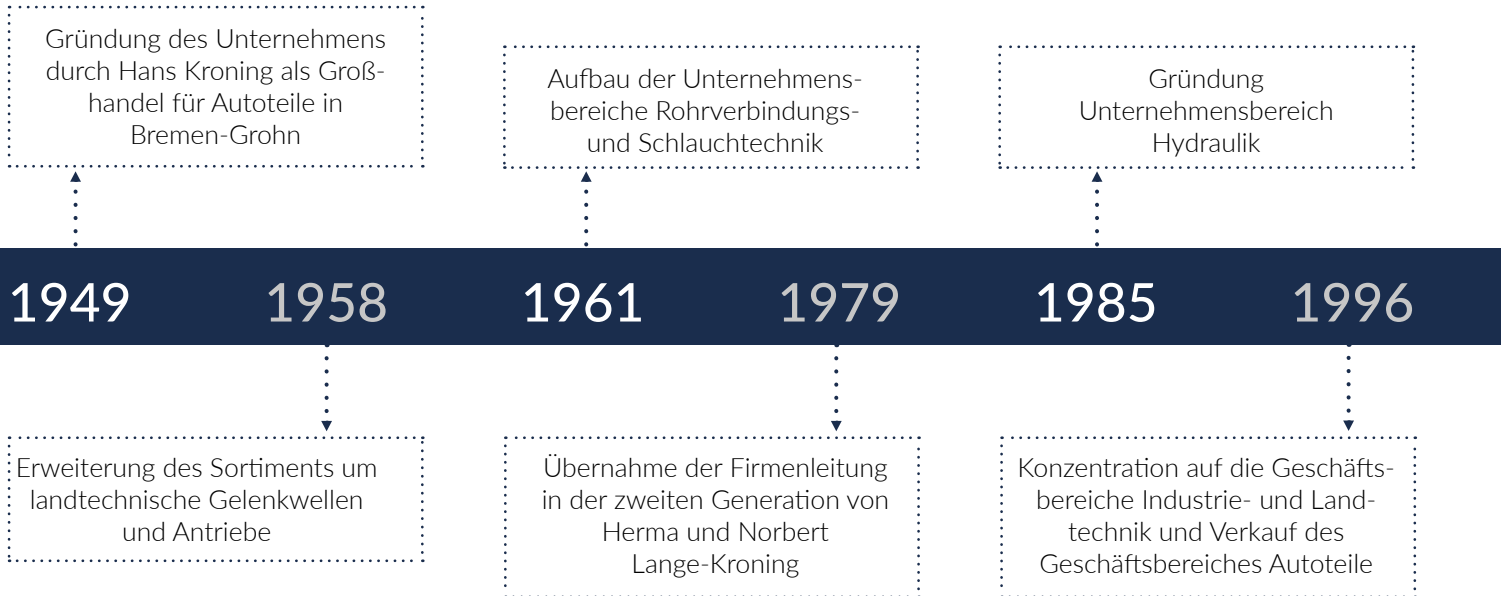 Gründung des Unternehmens
durch Hans Kroning als Groß-
handel für Autoteile in
Bremen-Grohn
Aufbau der Unternehmens-
bereiche Rohrverbindungs-
und Schlauchtechnik
Gründung
Unternehmensbereich
Hydraulik
1949 1958 1961 1979 1985 1996
Erweiterung des Sortiments um
landtechnische Gelenkwellen
und Antriebe
Übernahme der Firmenleitung
in der zweiten Generation von
Herma und Norbert
Lange-Kroning
Konzentration auf die Geschäfts-
bereiche Industrie- und Land-
technik und Verkauf des
Geschäftsbereiches Autoteile